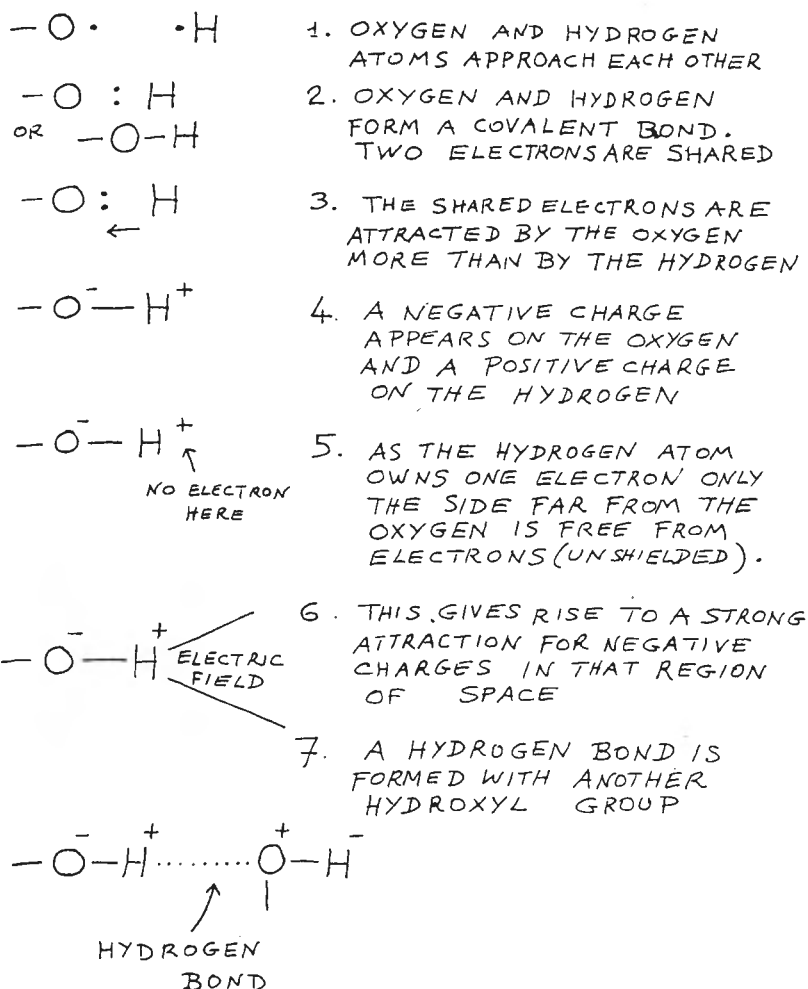 −O· ·H
1. OXYGEN AND HYDROGEN
ATOMS APPROACH EACH OTHER
−O : H
OR −O−H
2. OXYGEN AND HYDROGEN
FORM A COVALENT BOND.
TWO ELECTRONS ARE SHARED
−O: H
←
3. THE SHARED ELECTRONS ARE
ATTRACTED BY THE OXYGEN
MORE THAN BY THE HYDROGEN
−O⁻−H⁺
4. A NEGATIVE CHARGE
APPEARS ON THE OXYGEN
AND A POSITIVE CHARGE
ON THE HYDROGEN
−O⁻−H⁺
NO ELECTRON
HERE
5. AS THE HYDROGEN ATOM
OWNS ONE ELECTRON ONLY
THE SIDE FAR FROM THE
OXYGEN IS FREE FROM
ELECTRONS (UNSHIELDED).
−O⁻−H⁺
ELECTRIC
FIELD
6. THIS GIVES RISE TO A STRONG
ATTRACTION FOR NEGATIVE
CHARGES IN THAT REGION
OF SPACE
7. A HYDROGEN BOND IS
FORMED WITH ANOTHER
HYDROXYL GROUP
−O⁻−H⁺.........O⁺−H⁻
HYDROGEN
BOND